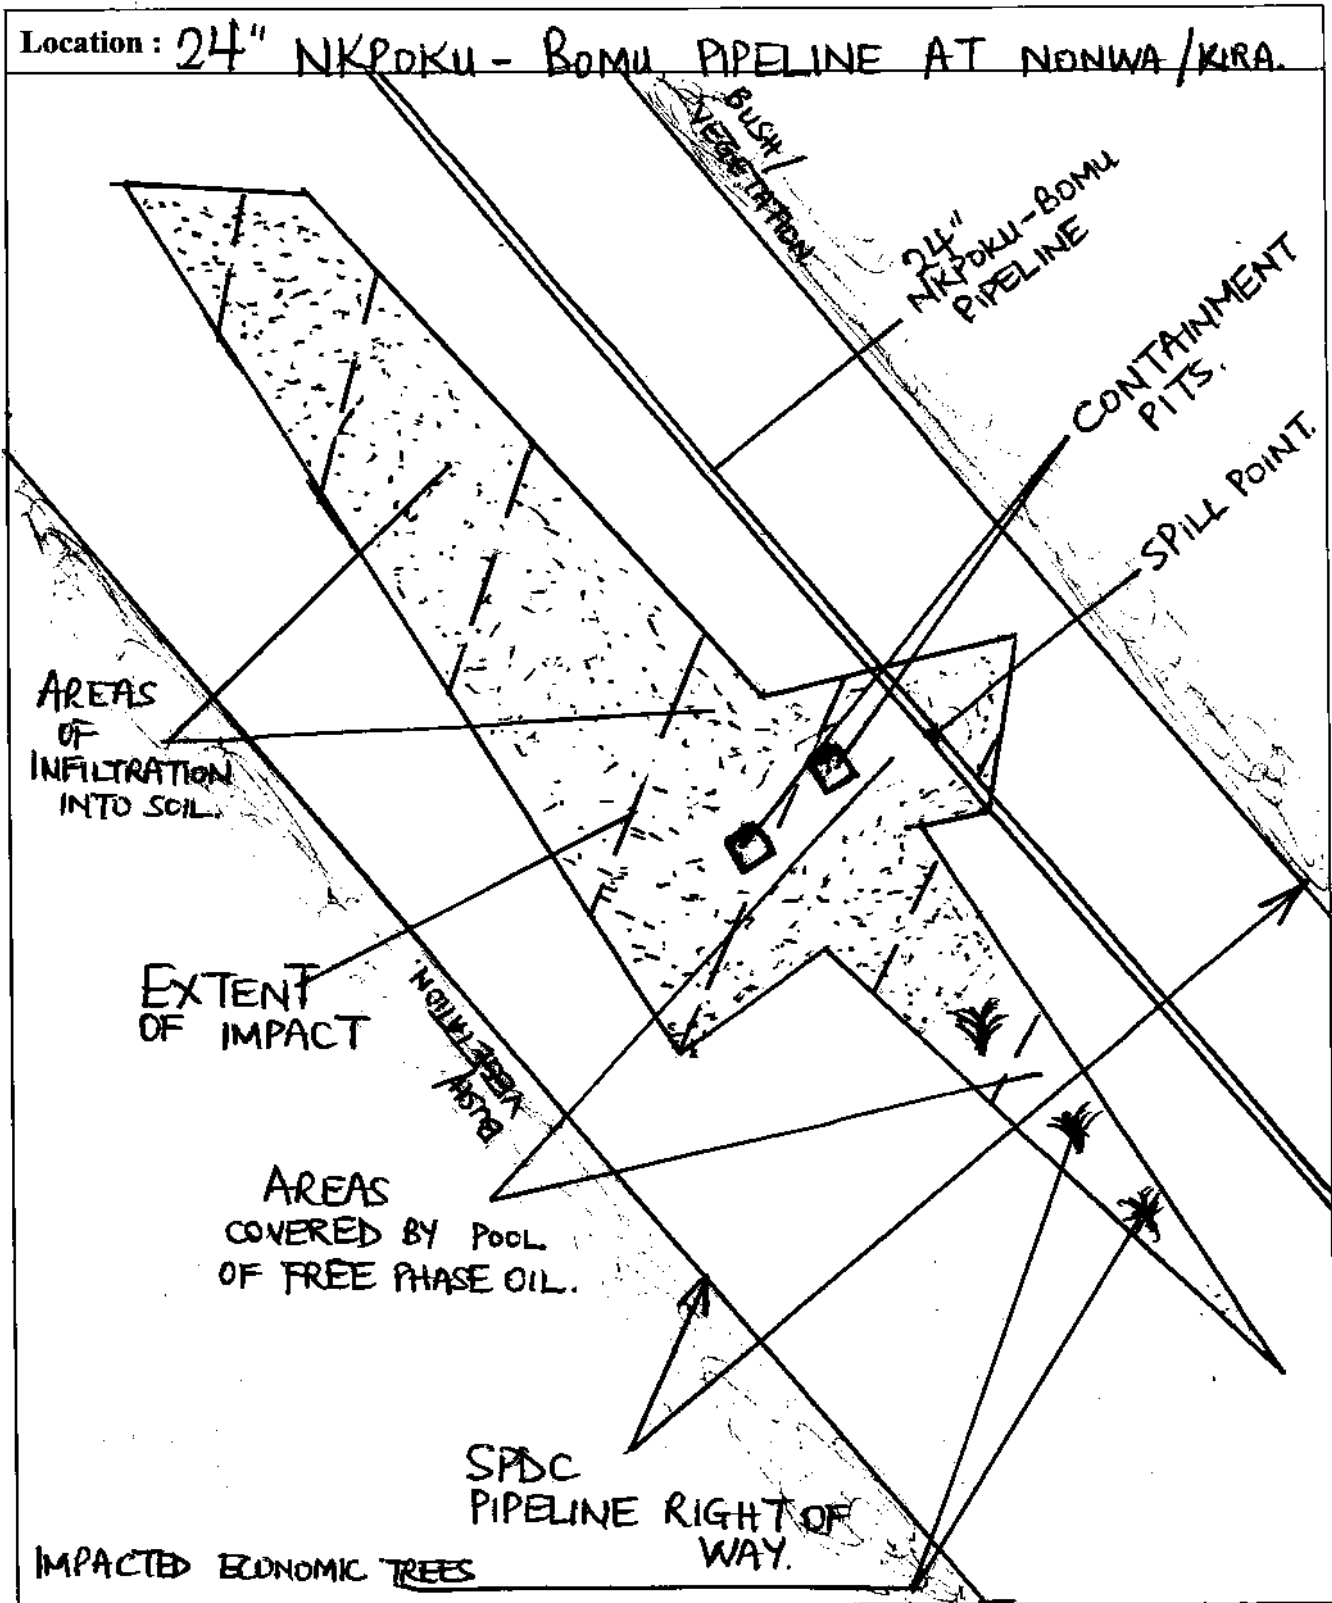 Location : 24" NKPOKU - BOMU PIPELINE AT NONWA/KIRA.
BUSH/
VEGETATION
24"
NKPOKU-BOMU
PIPELINE
CONTAINMENT
PITS.
SPILL POINT.
AREAS
OF
INFILTRATION
INTO SOIL.
EXTENT
OF IMPACT
BUSH/
VEGETATION
AREAS
COVERED BY POOL
OF FREE PHASE OIL.
SPDC
PIPELINE RIGHT OF
WAY.
IMPACTED ECONOMIC TREES